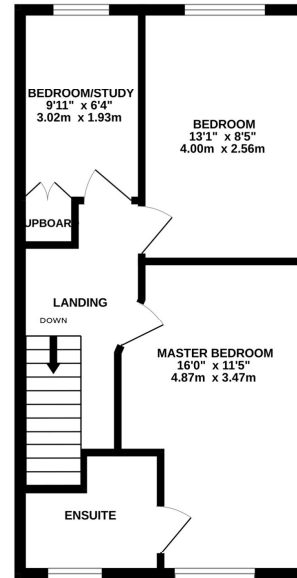 BEDROOM/STUDY
9'11" x 6'4"
3.02m x 1.93m
BEDROOM
13'1" x 8'5"
4.00m x 2.56m
UPBOAR
LANDING
DOWN
MASTER BEDROOM
16'0" x 11'5"
4.87m x 3.47m
ENSUITE